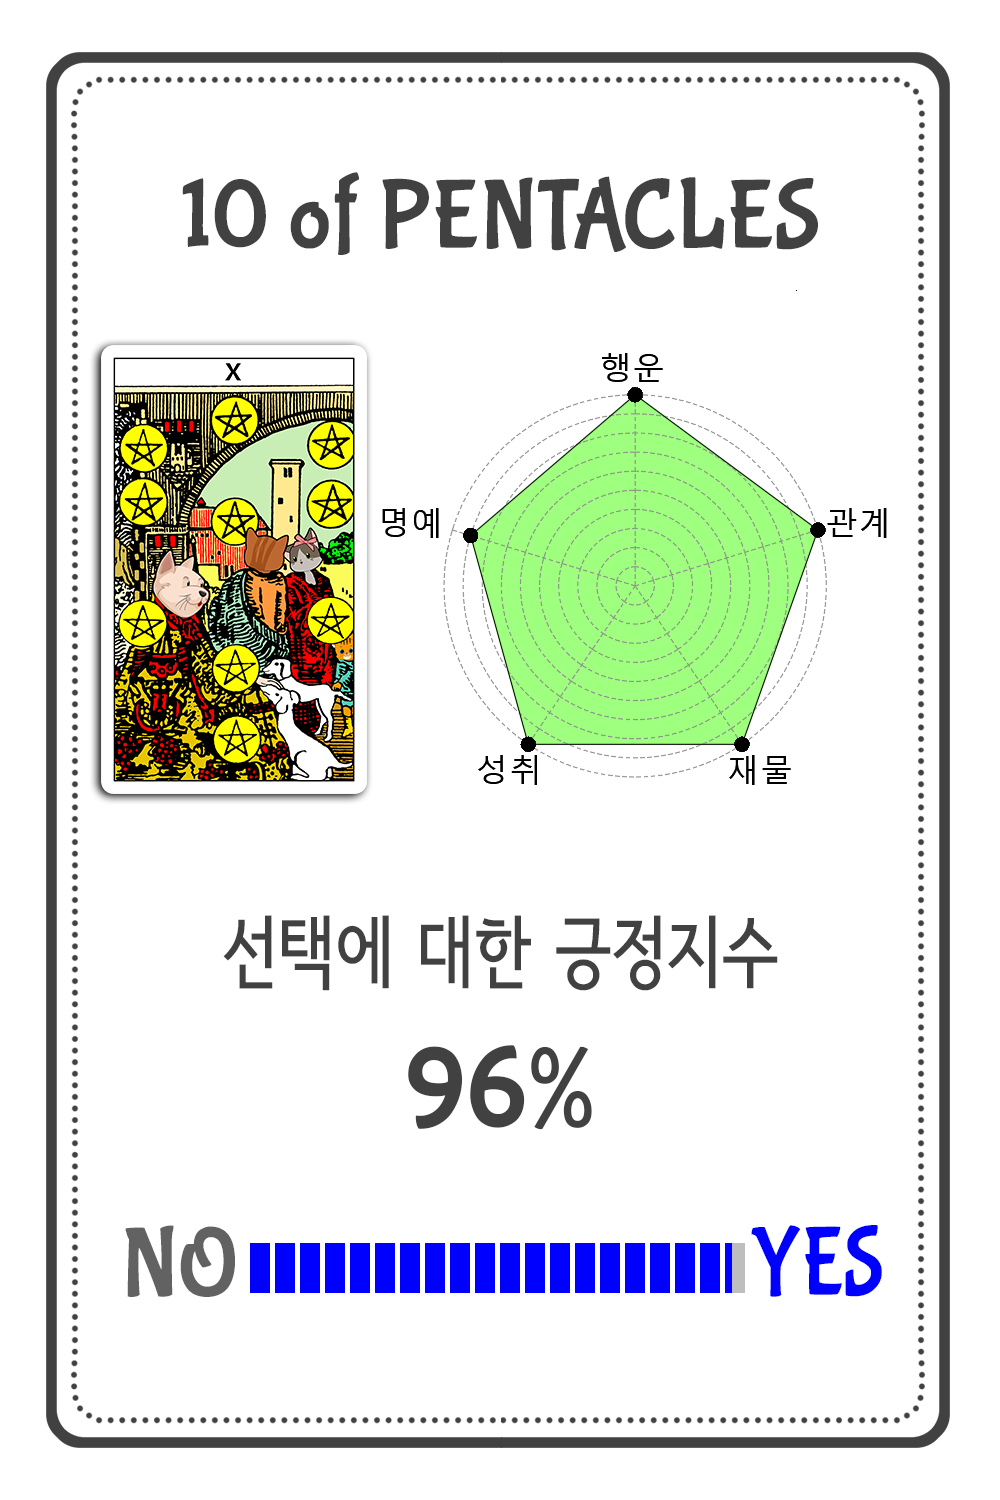 10 of PENTACLES
X
행운
명예
관계
성취
재물
선택에 대한 긍정지수
96%
NO
YES